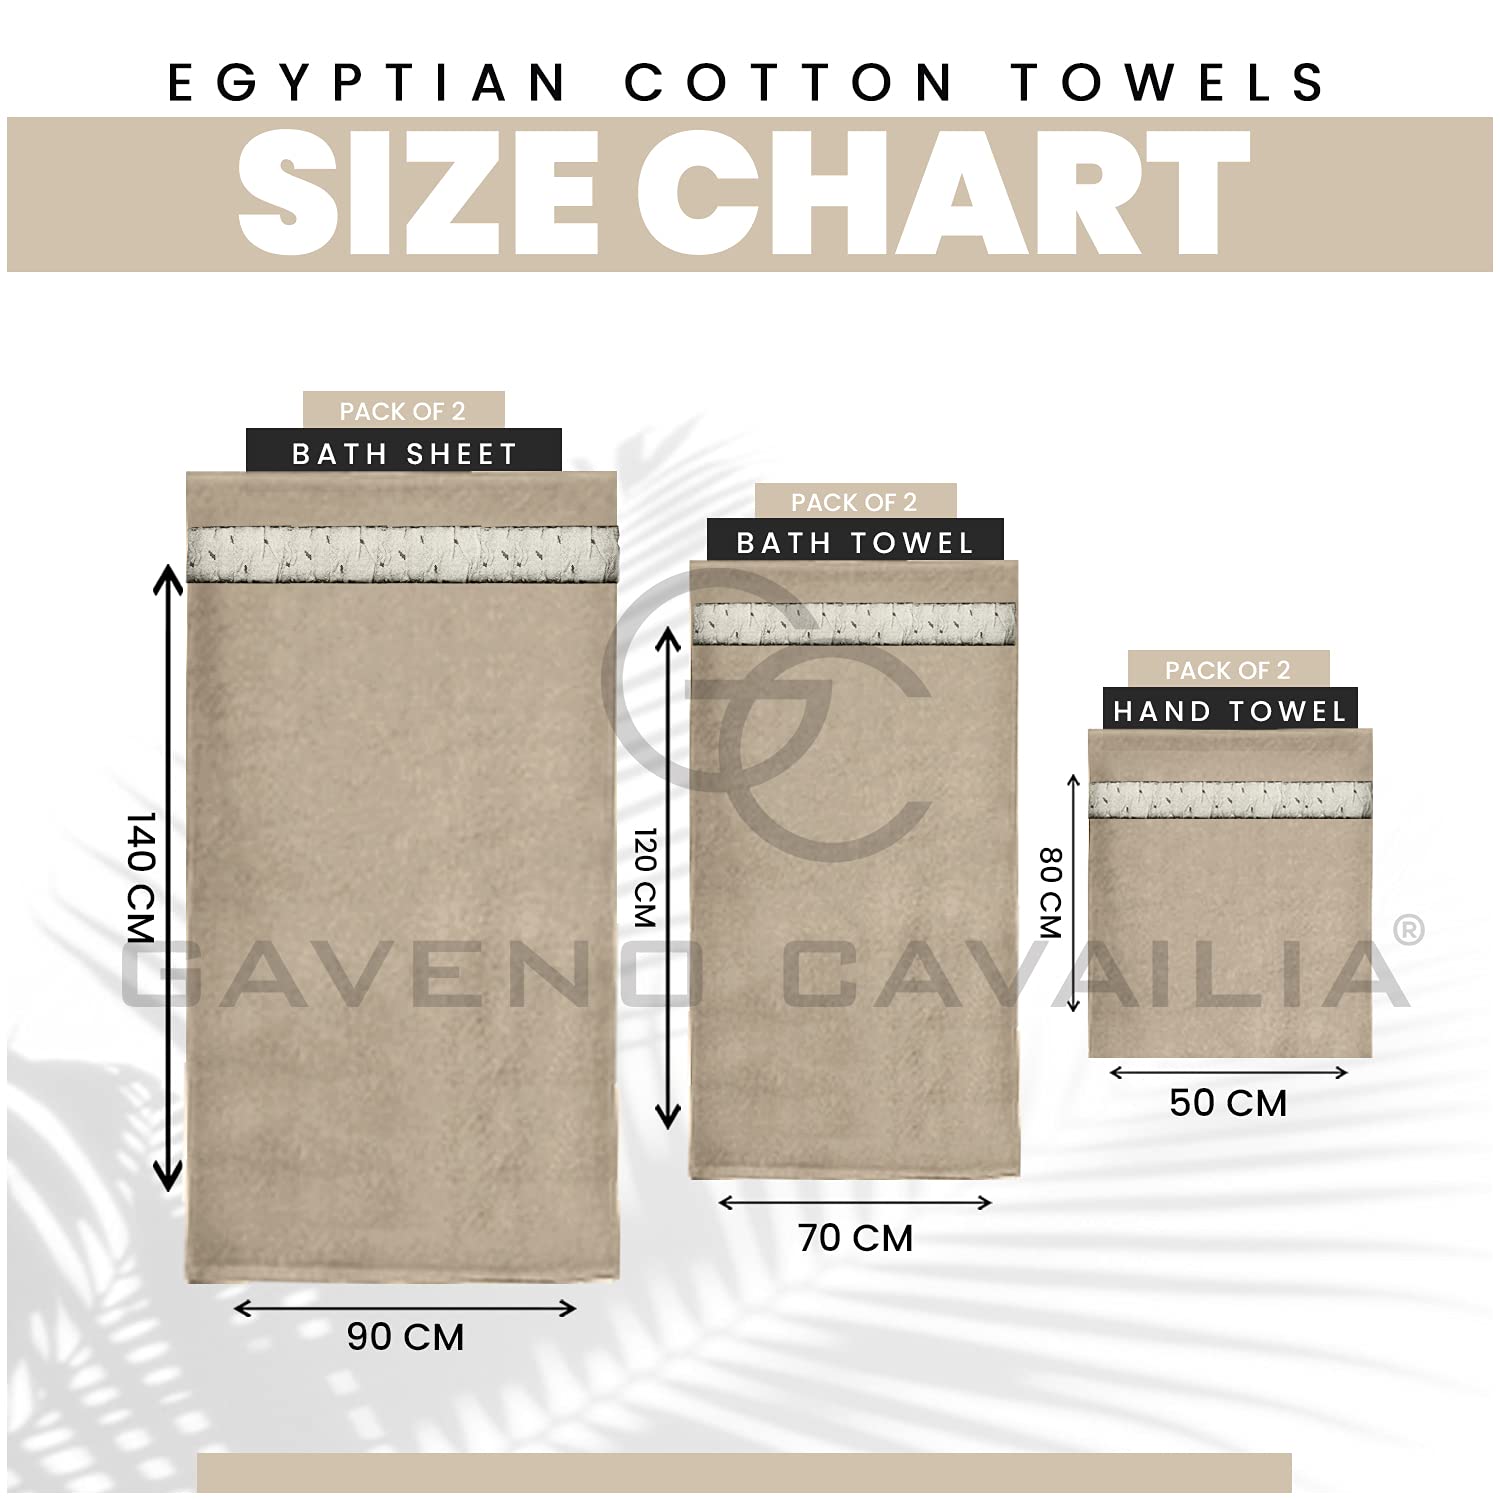 EGYPTIAN COTTON TOWELS
SIZE CHART
PACK OF 2
BATH SHEET
140 CM
90 CM
PACK OF 2
BATH TOWEL
120 CM
70 CM
PACK OF 2
HAND TOWEL
80 CM
50 CM
GC
GAVENO CAVAILIA®